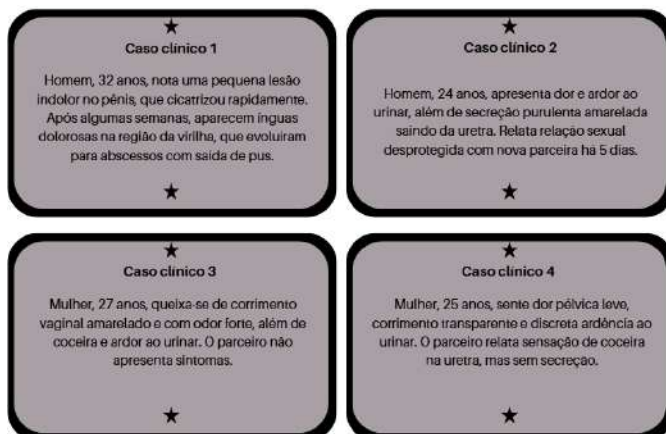 Caso clínico 1
Homem, 32 anos, nota uma pequena lesão
indolor no pênis, que cicatrizou rapidamente.
Após algumas semanas, aparecem ínguas
dolorosas na região da virilha, que evoluíram
para abscessos com saída de pus.
Caso clínico 2
Homem, 24 anos, apresenta dor e ardor ao
urinar, além de secreção purulenta amarelada
saindo da uretra. Relata relação sexual
desprotegida com nova parceira há 5 dias.
Caso clínico 3
Mulher, 27 anos, queixa-se de corrimento
vaginal amarelado e com odor forte, além de
coceira e ardor ao urinar. O parceiro não
apresenta sintomas.
Caso clínico 4
Mulher, 25 anos, sente dor pélvica leve,
corrimento transparente e discreta ardência ao
urinar. O parceiro relata sensação de coceira
na uretra, mas sem secreção.